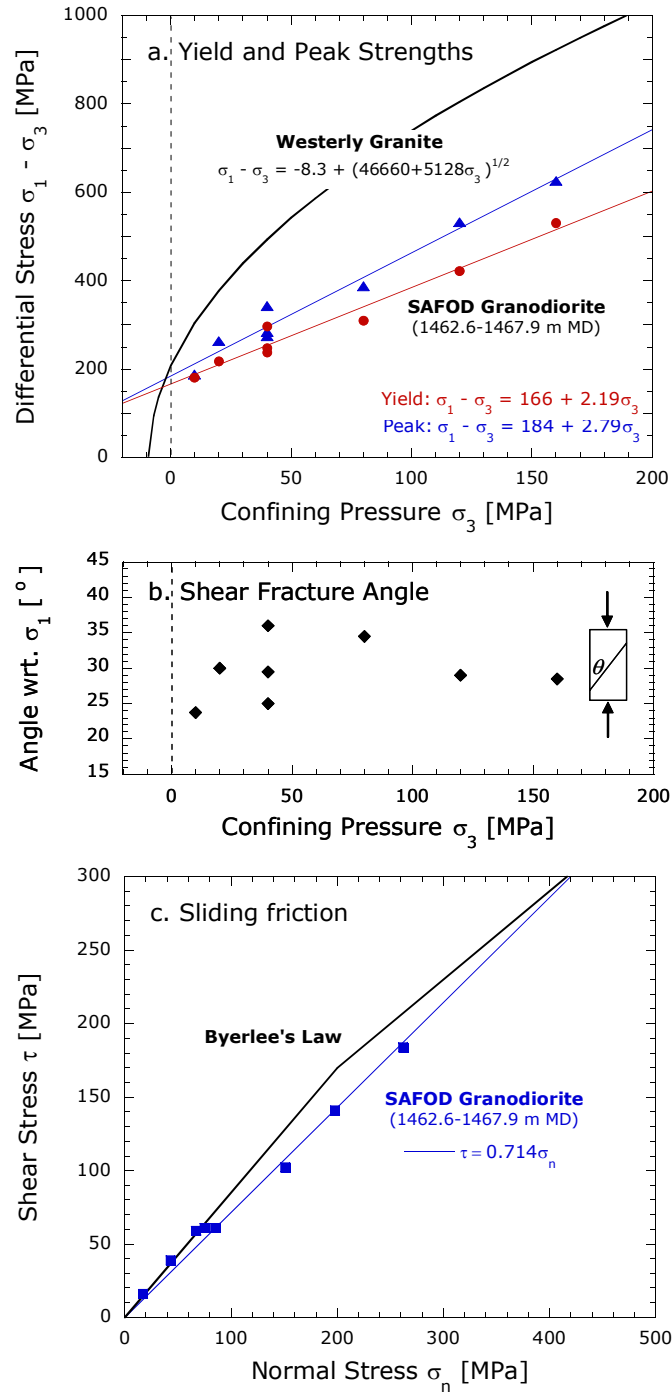 a. Yield and Peak Strengths
Differential Stress σ₁ - σ₃ [MPa]
1000
800
600
400
200
0
Westerly Granite
σ₁ - σ₃ = -8.3 + (46660+5128σ₃)^1/2
SAFOD Granodiorite
(1462.6-1467.9 m MD)
Yield: σ₁ - σ₃ = 166 + 2.19σ₃
Peak: σ₁ - σ₃ = 184 + 2.79σ₃
0 50 100 150 200
Confining Pressure σ₃ [MPa]
b. Shear Fracture Angle
Angle wrt. σ₁ [ ° ]
45
40
35
30
25
20
15
θ
0 50 100 150 200
Confining Pressure σ₃ [MPa]
c. Sliding friction
Shear Stress τ [MPa]
300
250
200
150
100
50
0
Byerlee's Law
SAFOD Granodiorite
(1462.6-1467.9 m MD)
τ = 0.714σₙ
0 100 200 300 400 500
Normal Stress σₙ [MPa]